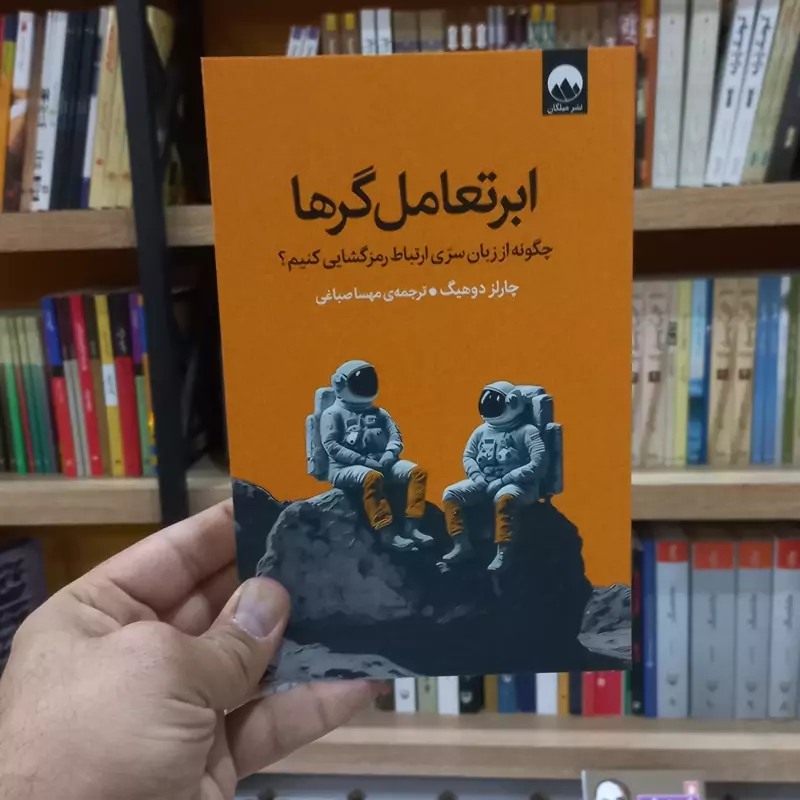 نشر میلکان
ابرتعامل‌گرها
چگونه از زبان سرّی ارتباط رمزگشایی کنیم؟
چارلز دوهیگ • ترجمه‌ی مهسا صباغی